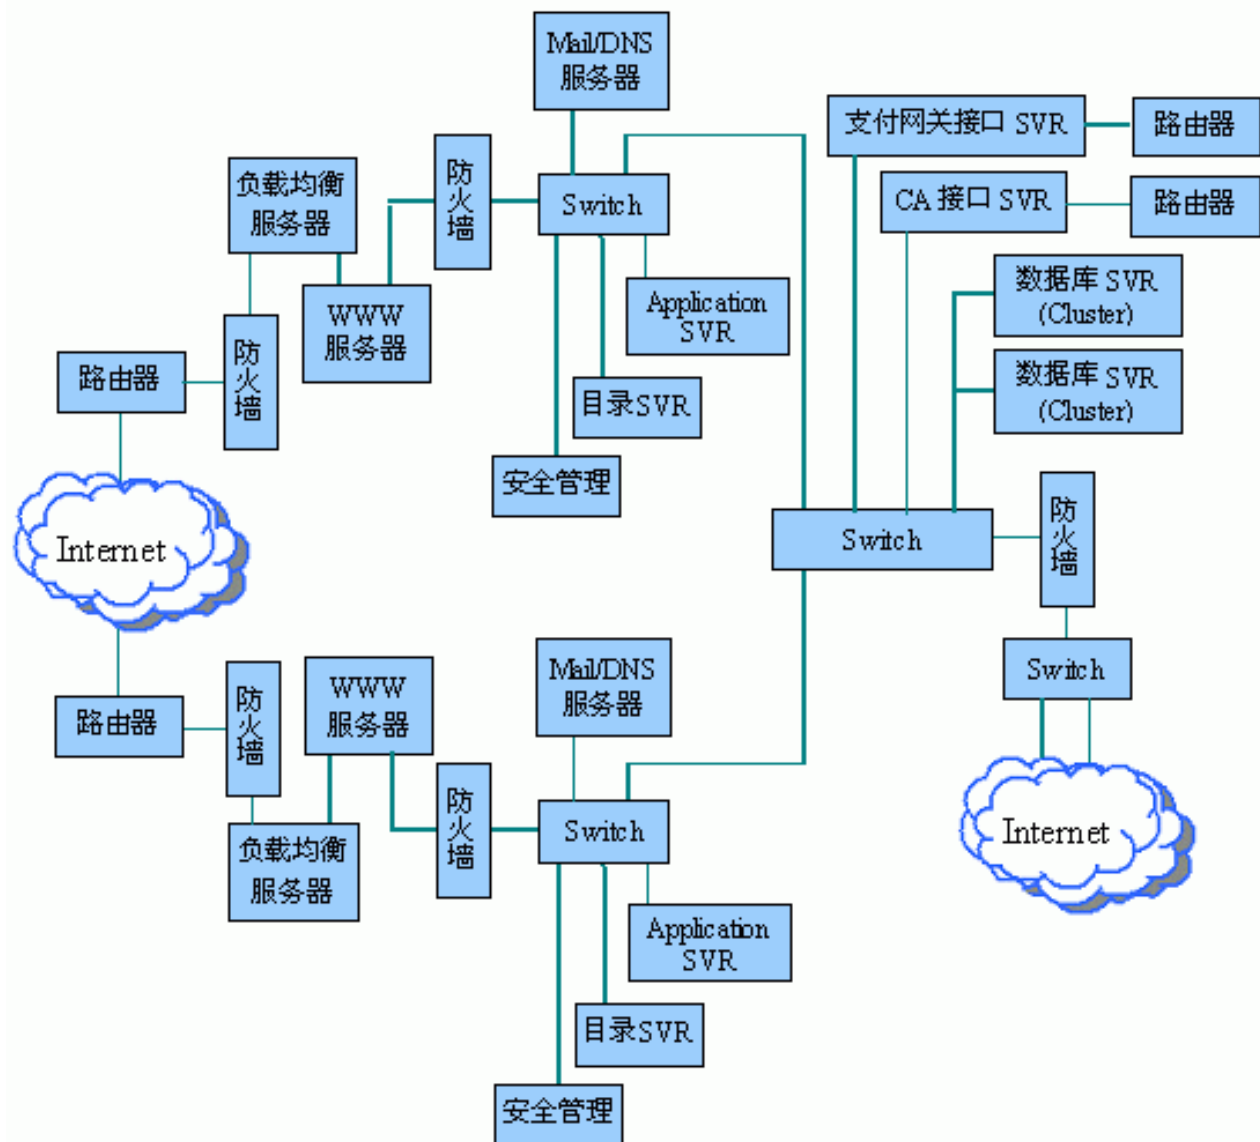 Mail/DNS
服务器
支付网关接口 SVR
路由器
负载均衡
服务器
防
火
墙
Switch
CA 接口 SVR
路由器
WWW
服务器
Application
SVR
数据库 SVR
(Cluster)
路由器
防
火
墙
目录SVR
数据库 SVR
(Cluster)
安全管理
Internet
Switch
防
火
墙
Mail/DNS
服务器
Switch
路由器
防
火
墙
WWW
服务器
负载均衡
服务器
防
火
墙
Switch
Internet
Application
SVR
目录SVR
安全管理